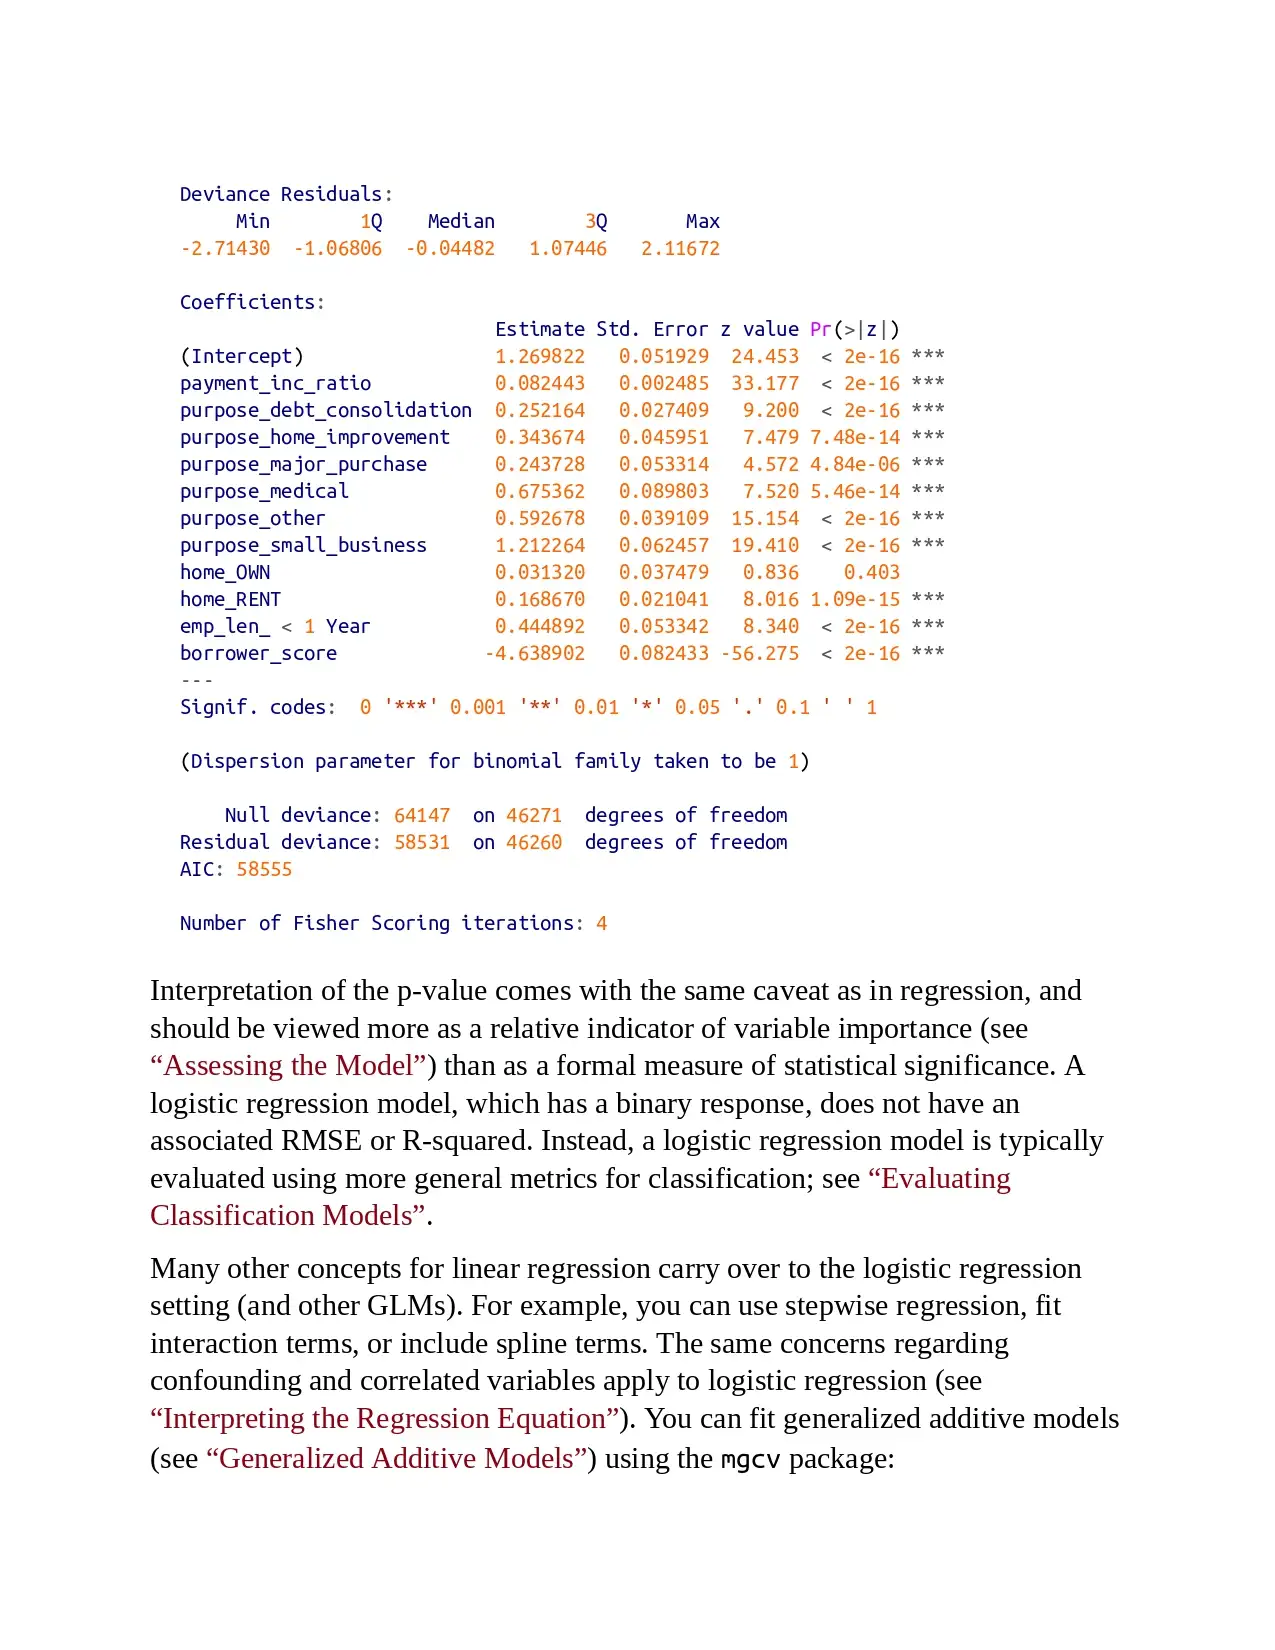 Deviance Residuals:
Min 1Q Median 3Q Max
-2.71430 -1.06806 -0.04482 1.07446 2.11672
Coefficients:
Estimate Std. Error z value Pr(>|z|)
(Intercept) 1.269822 0.051929 24.453 < 2e-16 ***
payment_inc_ratio 0.082443 0.002485 33.177 < 2e-16 ***
purpose_debt_consolidation 0.252164 0.027409 9.200 < 2e-16 ***
purpose_home_improvement 0.343674 0.045951 7.479 7.48e-14 ***
purpose_major_purchase 0.243728 0.053314 4.572 4.84e-06 ***
purpose_medical 0.675362 0.089803 7.520 5.46e-14 ***
purpose_other 0.592678 0.039109 15.154 < 2e-16 ***
purpose_small_business 1.212264 0.062457 19.410 < 2e-16 ***
home_OWN 0.031320 0.037479 0.836 0.403
home_RENT 0.168670 0.021041 8.016 1.09e-15 ***
emp_len_ < 1 Year 0.444892 0.053342 8.340 < 2e-16 ***
borrower_score -4.638902 0.082433 -56.275 < 2e-16 ***
---
Signif. codes: 0 '***' 0.001 '**' 0.01 '*' 0.05 '.' 0.1 ' ' 1
(Dispersion parameter for binomial family taken to be 1)
Null deviance: 64147 on 46271 degrees of freedom
Residual deviance: 58531 on 46260 degrees of freedom
AIC: 58555
Number of Fisher Scoring iterations: 4
Interpretation of the p-value comes with the same caveat as in regression, and
should be viewed more as a relative indicator of variable importance (see
“Assessing the Model”) than as a formal measure of statistical significance. A
logistic regression model, which has a binary response, does not have an
associated RMSE or R-squared. Instead, a logistic regression model is typically
evaluated using more general metrics for classification; see “Evaluating
Classification Models”.
Many other concepts for linear regression carry over to the logistic regression
setting (and other GLMs). For example, you can use stepwise regression, fit
interaction terms, or include spline terms. The same concerns regarding
confounding and correlated variables apply to logistic regression (see
“Interpreting the Regression Equation”). You can fit generalized additive models
(see “Generalized Additive Models”) using the mgcv package: